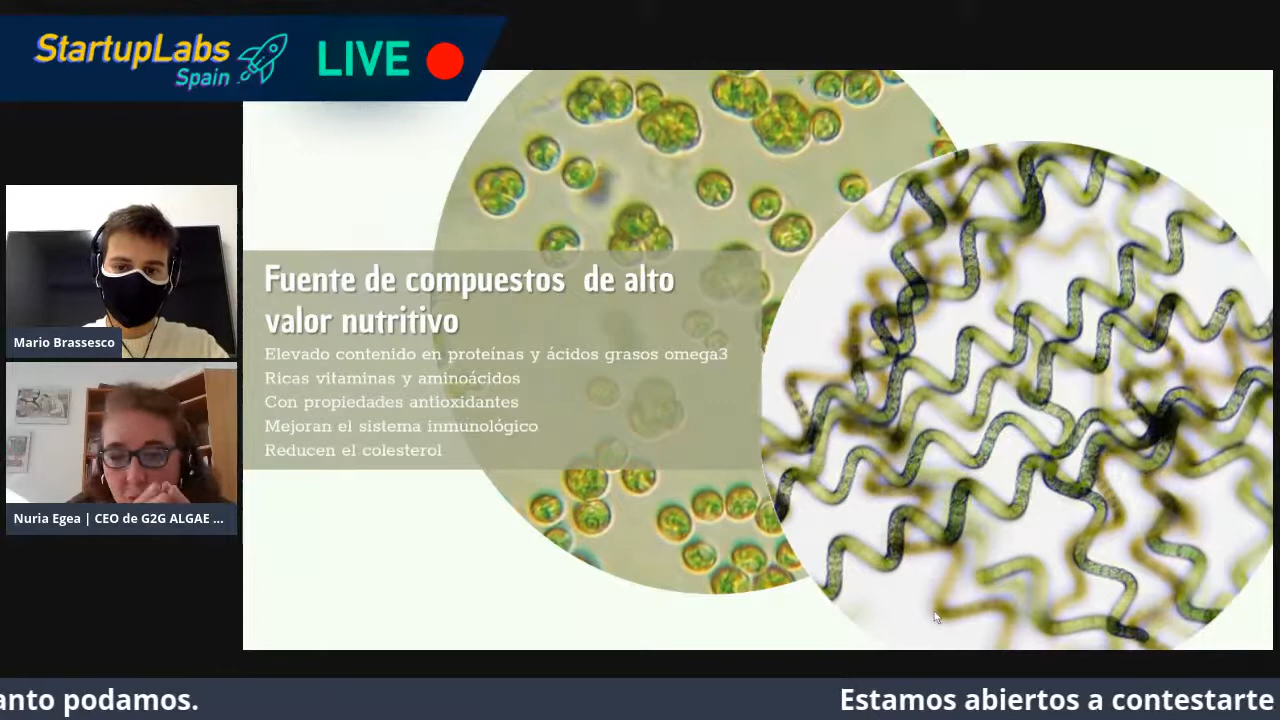 StartupLabs
Spain
LIVE
Fuente de compuestos de alto
valor nutritivo
Elevado contenido en proteínas y ácidos grasos omega3
Ricas vitaminas y aminoácidos
Con propiedades antioxidantes
Mejoran el sistema inmunológico
Reducen el colesterol
Mario Brassesco
Nuria Egea | CEO de G2G ALGAE ...
anto podamos.
Estamos abiertos a contestarte